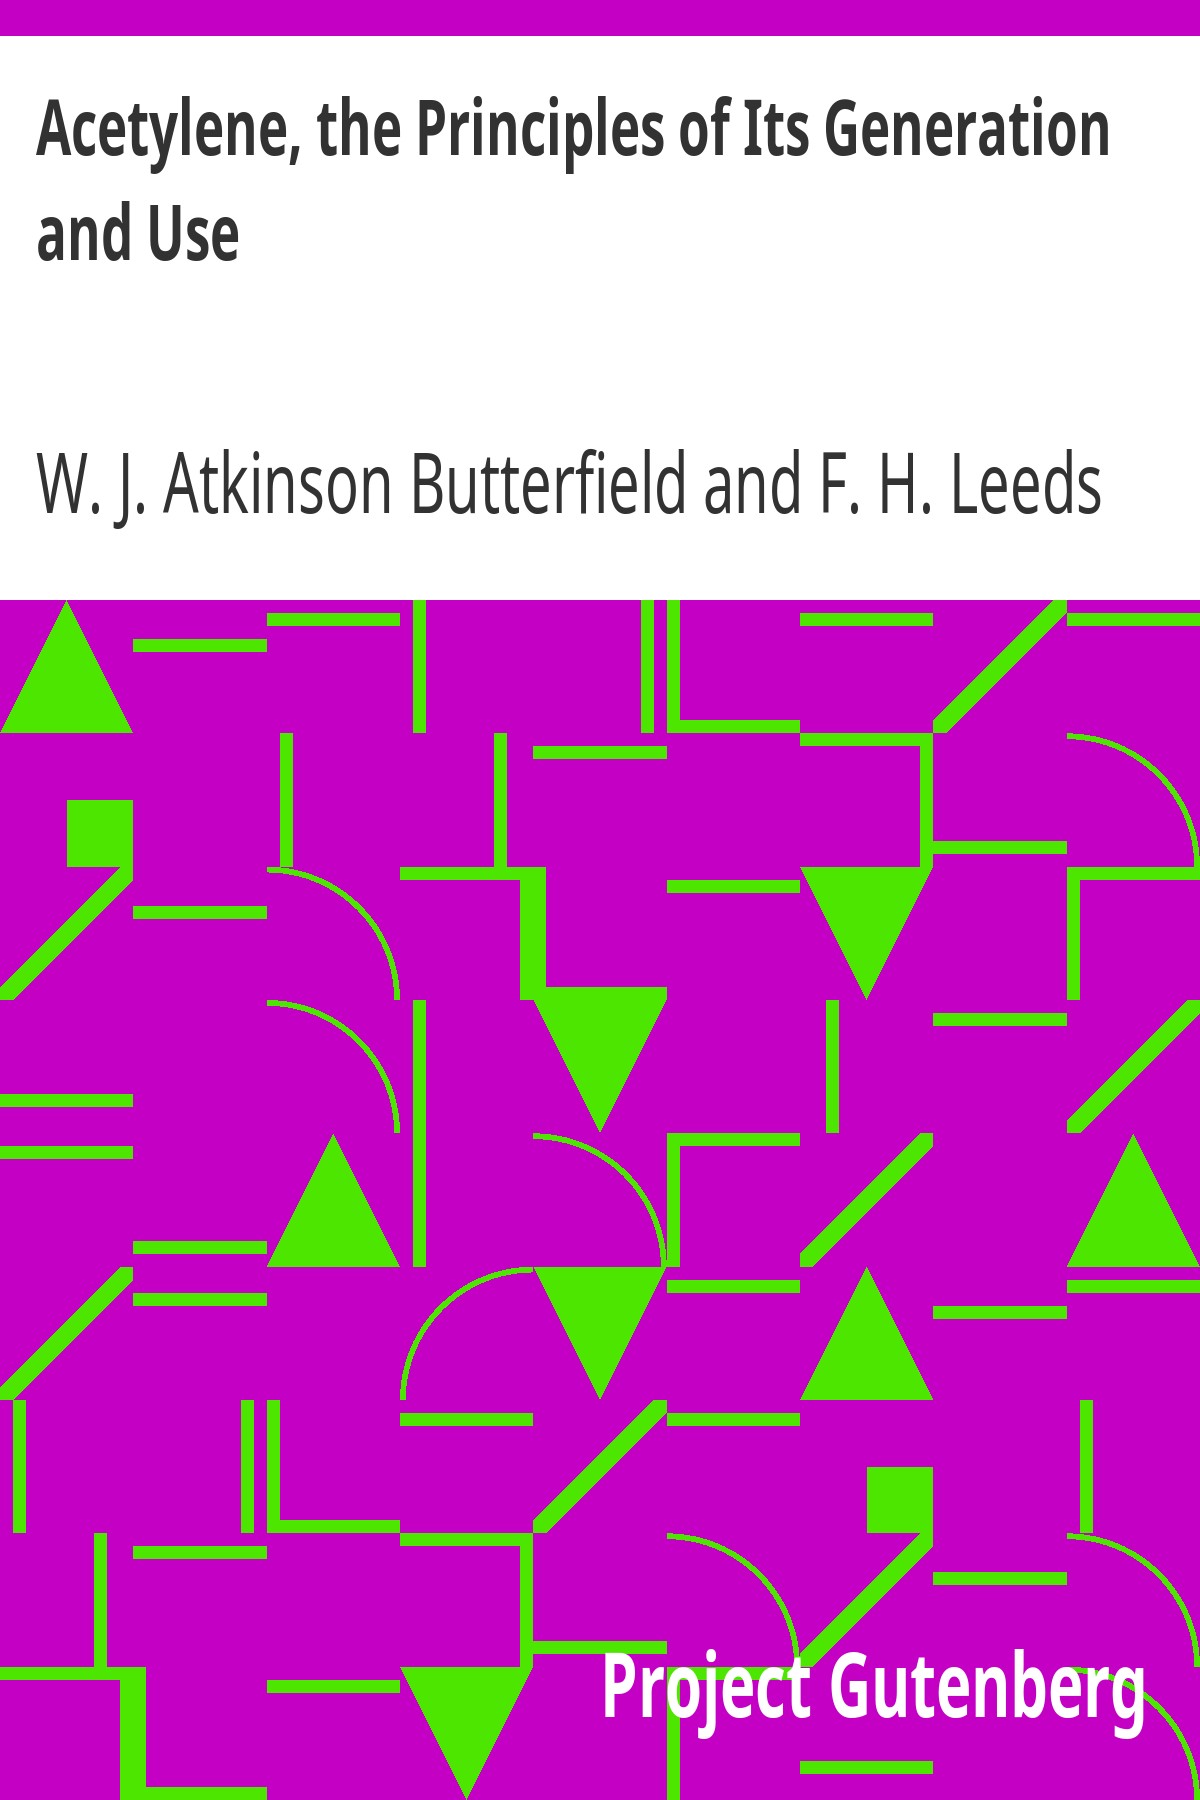 Acetylene, the Principles of Its Generation
and Use
W. J. Atkinson Butterfield and F. H. Leeds
Project Gutenberg